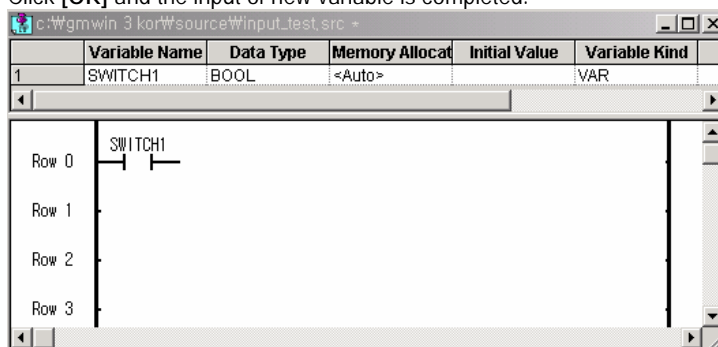 Click [OK] and the input of new variable is completed.
c:₩gmwin 3 kor₩source₩input_test.src *
Variable Name Data Type Memory Allocat Initial Value Variable Kind
1 SWITCH1 BOOL <Auto> VAR
SWITCH1
Row 0
Row 1
Row 2
Row 3